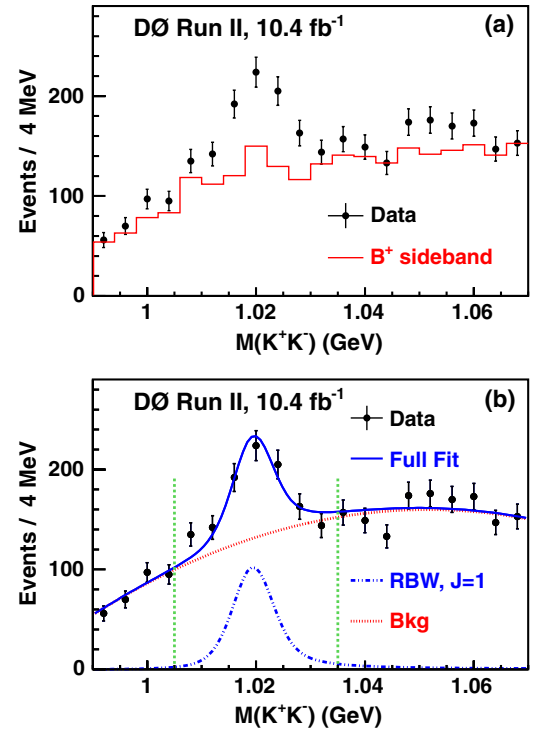 DØ Run II, 10.4 fb⁻¹
(a)
Events / 4 MeV
200
100
0
Data
B⁺ sideband
1
1.02
1.04
1.06
M(K⁺K⁻) (GeV)
DØ Run II, 10.4 fb⁻¹
(b)
Events / 4 MeV
200
100
0
Data
Full Fit
RBW, J=1
Bkg
1
1.02
1.04
1.06
M(K⁺K⁻) (GeV)